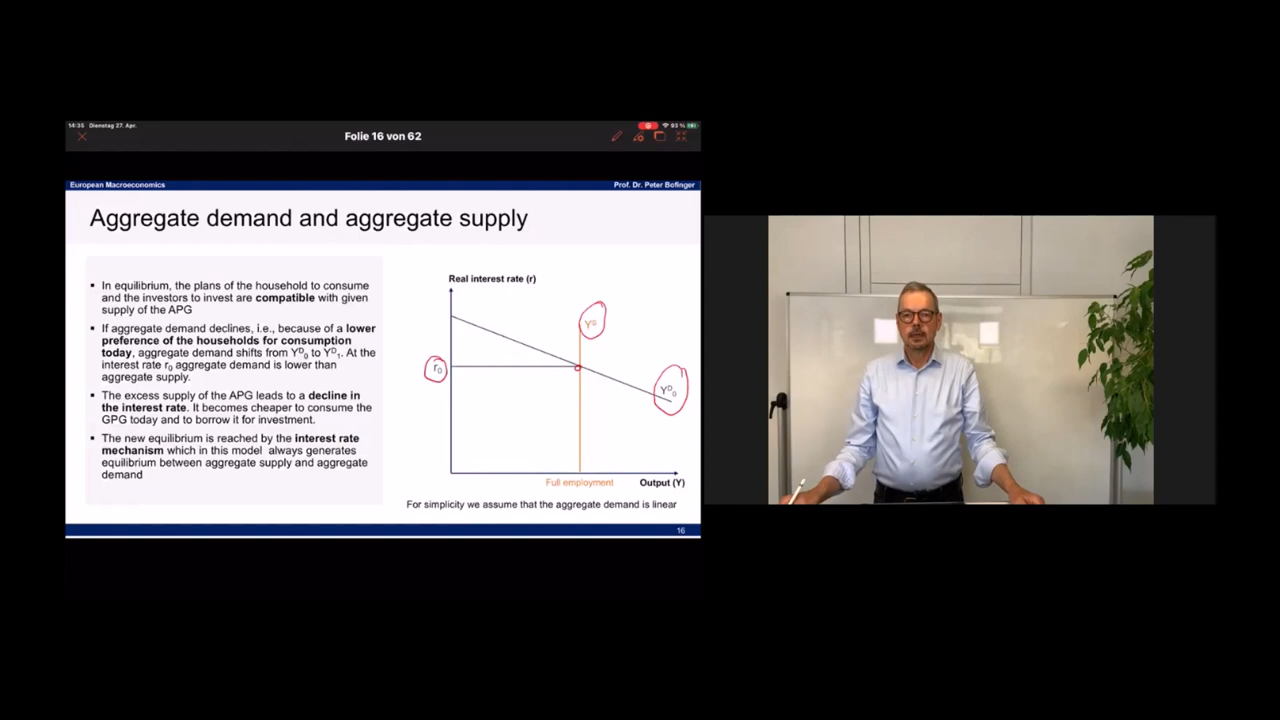 14:35 Dienstag 27. Apr.
93 %
Folie 16 von 62
European Macroeconomics
Prof. Dr. Peter Bofinger
Aggregate demand and aggregate supply
▪ In equilibrium, the plans of the household to consume
and the investors to invest are compatible with given
supply of the APG
▪ If aggregate demand declines, i.e., because of a lower
preference of the households for consumption
today, aggregate demand shifts from Yᴰ₀ to Yᴰ₁. At the
interest rate r₀ aggregate demand is lower than
aggregate supply.
▪ The excess supply of the APG leads to a decline in
the interest rate. It becomes cheaper to consume the
GPG today and to borrow it for investment.
▪ The new equilibrium is reached by the interest rate
mechanism which in this model always generates
equilibrium between aggregate supply and aggregate
demand
Real interest rate (r)
Yˢ
r₀
Yᴰ₀
Full employment
Output (Y)
For simplicity we assume that the aggregate demand is linear
16